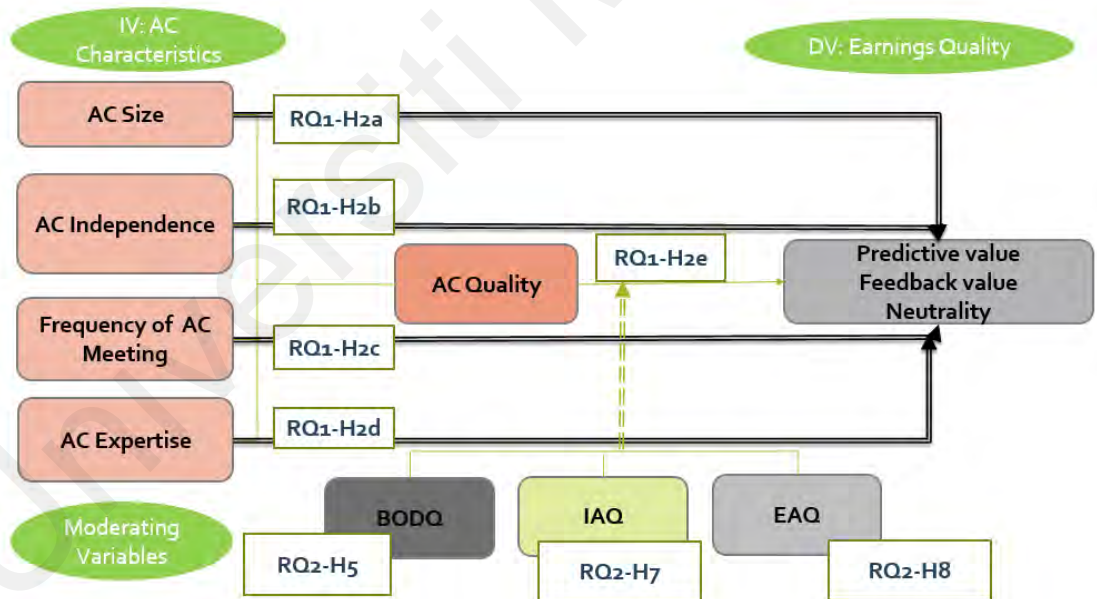 IV: AC
Characteristics
DV: Earnings Quality
AC Size
RQ1-H2a
AC Independence
RQ1-H2b
AC Quality
RQ1-H2e
Predictive value
Feedback value
Neutrality
Frequency of AC
Meeting
RQ1-H2c
AC Expertise
RQ1-H2d
Moderating
Variables
BODQ
IAQ
EAQ
RQ2-H5
RQ2-H7
RQ2-H8
Universiti